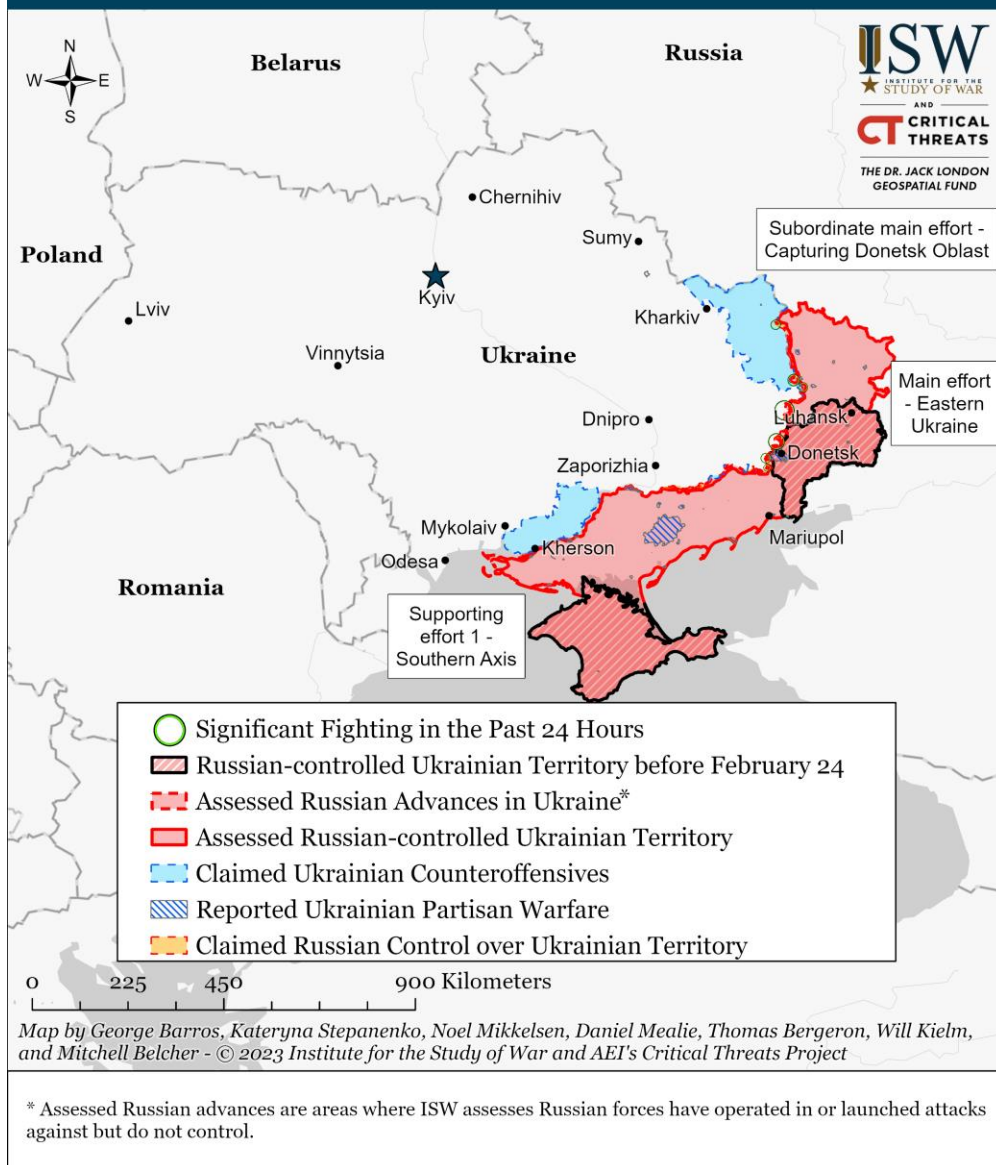 N
W E
S
Belarus
Russia
ISW
INSTITUTE FOR THE
STUDY OF WAR
AND
CT CRITICAL
THREATS
THE DR. JACK LONDON
GEOSPATIAL FUND
Chernihiv
Subordinate main effort -
Capturing Donetsk Oblast
Sumy
Poland
Kyiv
Lviv
Kharkiv
Ukraine
Vinnytsia
Main effort
- Eastern
Ukraine
Luhansk
Dnipro
Donetsk
Zaporizhia
Mykolaiv
Mariupol
Kherson
Odesa
Romania
Supporting
effort 1 -
Southern Axis
Significant Fighting in the Past 24 Hours
Russian-controlled Ukrainian Territory before February 24
Assessed Russian Advances in Ukraine*
Assessed Russian-controlled Ukrainian Territory
Claimed Ukrainian Counteroffensives
Reported Ukrainian Partisan Warfare
Claimed Russian Control over Ukrainian Territory
0 225 450 900 Kilometers
Map by George Barros, Kateryna Stepanenko, Noel Mikkelsen, Daniel Mealie, Thomas Bergeron, Will Kielm,
and Mitchell Belcher - © 2023 Institute for the Study of War and AEI's Critical Threats Project
* Assessed Russian advances are areas where ISW assesses Russian forces have operated in or launched attacks
against but do not control.